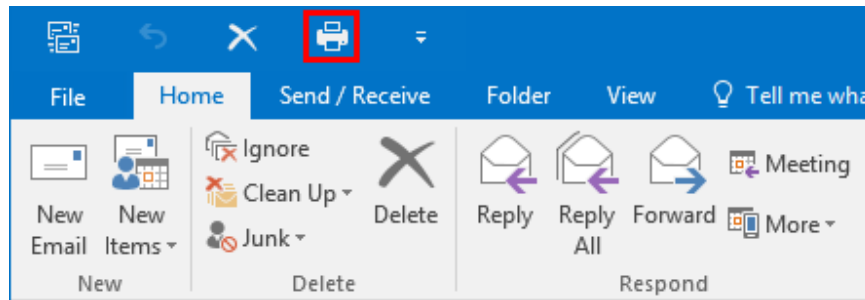 File Home Send / Receive Folder View Tell me wha
Ignore
Clean Up
Junk
New Email
New Items
Delete
Reply
Reply All
Forward
Meeting
More
New Delete Respond